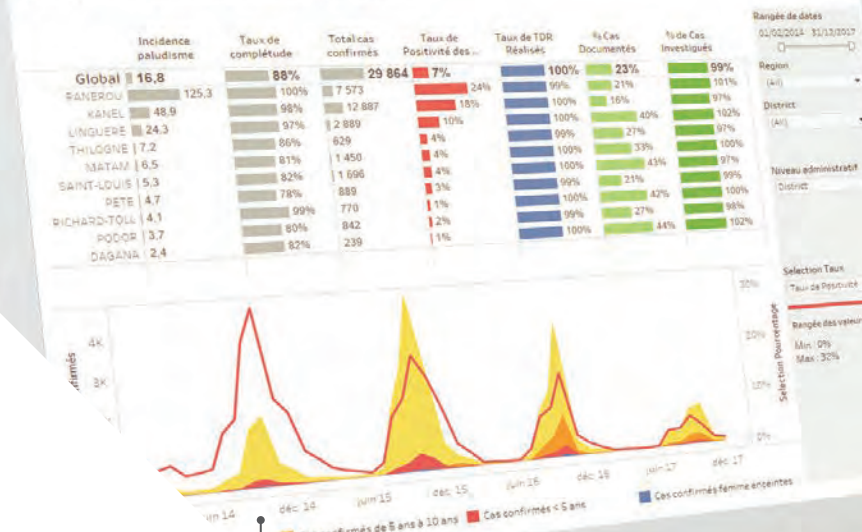 Incidence paludisme Taux de complétude Total cas confirmés Taux de Positivité des ... Taux de TDR Réalisés % Cas Documentés % de Cas Investigués
Global 16,8 88% 29 864 7% 100% 23% 99%
RANEROU 125,3 100% 7 573 24% 99% 21% 101%
KANEL 48,9 98% 12 887 18% 100% 16% 97%
LINGUERE 24,3 97% 2 889 10% 100% 40% 102%
THILOGNE 7,2 86% 629 4% 99% 27% 97%
MATAM 6,5 81% 1 450 4% 100% 33% 100%
SAINT-LOUIS 5,3 82% 1 696 4% 100% 43% 97%
PETE 4,7 78% 889 3% 99% 21% 99%
RICHARD-TOLL 4,1 99% 770 1% 100% 42% 100%
PODOR 3,7 80% 842 2% 99% 27% 98%
DAGANA 2,4 82% 239 1% 100% 44% 102%
Rangée de dates
01/02/2014 31/12/2017
Region
(All)
District
(All)
Niveau administratif
District
Selection Taux
Taux de Positivité
Rangée des valeur
Min : 0%
Max : 32%
4K
3K
30%
20%
10%
0%
Selection Pourcentage
déc 14 juin 15 déc 15 juin 16 déc 16 juin 17 déc 17
de 5 ans à 10 ans Cas confirmés < 5 ans Cas confirmés femme enceintes